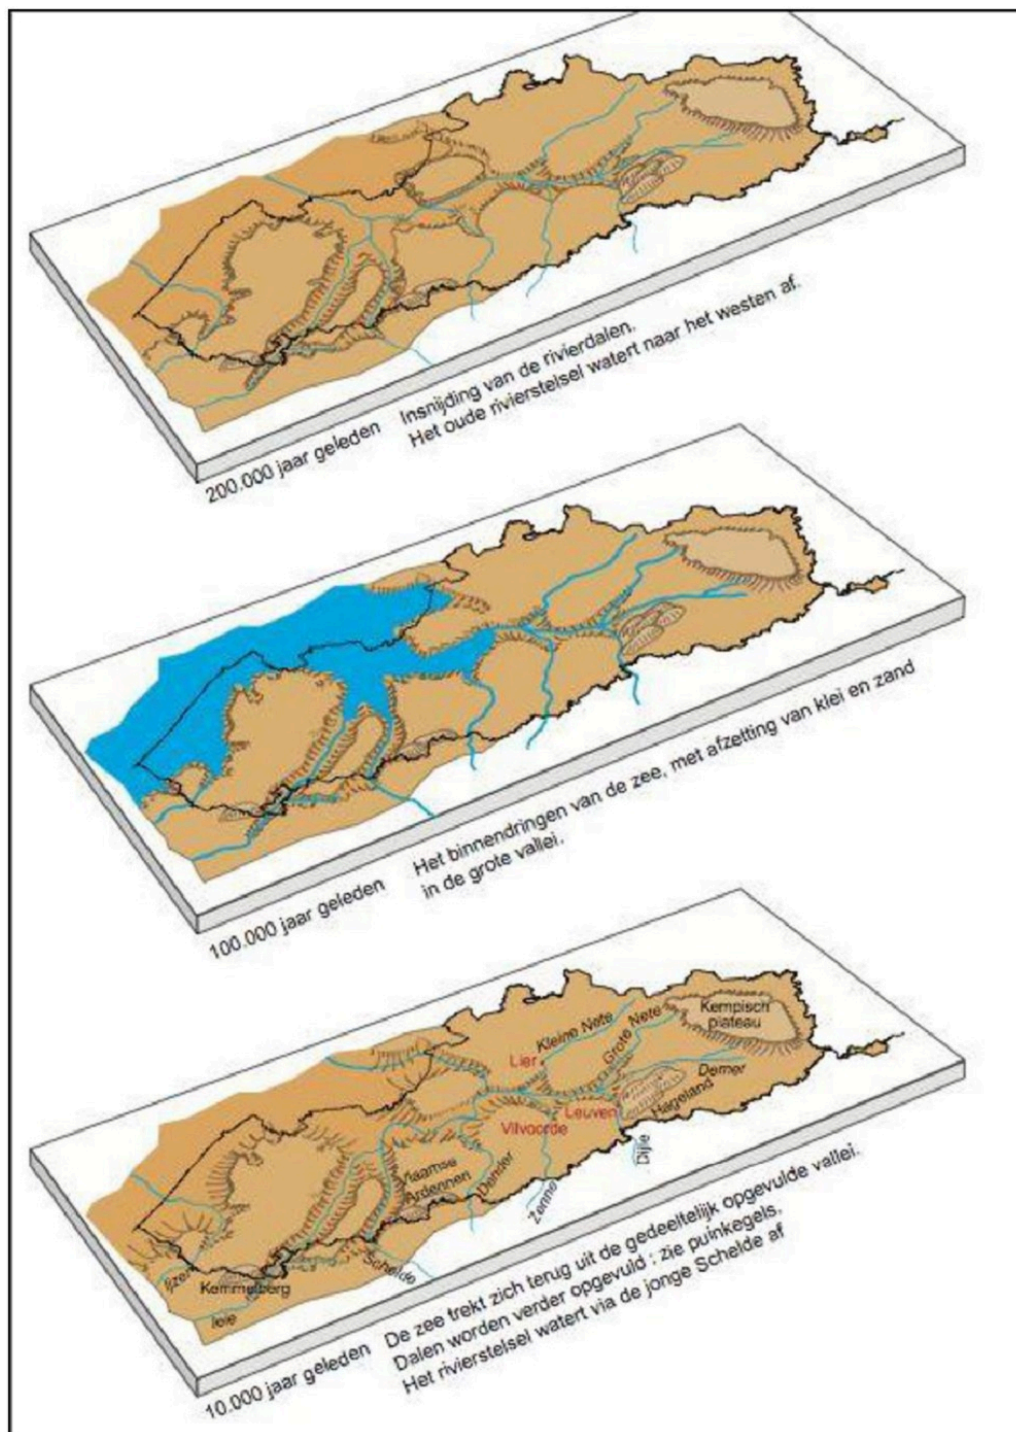 200.000 jaar geleden Insnijding van de rivierdalen.
Het oude rivierstelsel watert naar het westen af.
100.000 jaar geleden Het binnendringen van de zee, met afzetting van klei en zand
in de grote vallei.
Kempisch
plateau
Kleine Nete
Grote Nete
Lier
Demer
Hageland
Leuven
Vilvoorde
Dijle
Vlaamse
Ardennen
Dender
Zenne
Schelde
Ijzer
Kemmelberg
leie
10.000 jaar geleden De zee trekt zich terug uit de gedeeltelijk opgevulde vallei.
Dalen worden verder opgevuld : zie puinkegels,
Het rivierstelsel watert via de jonge Schelde af